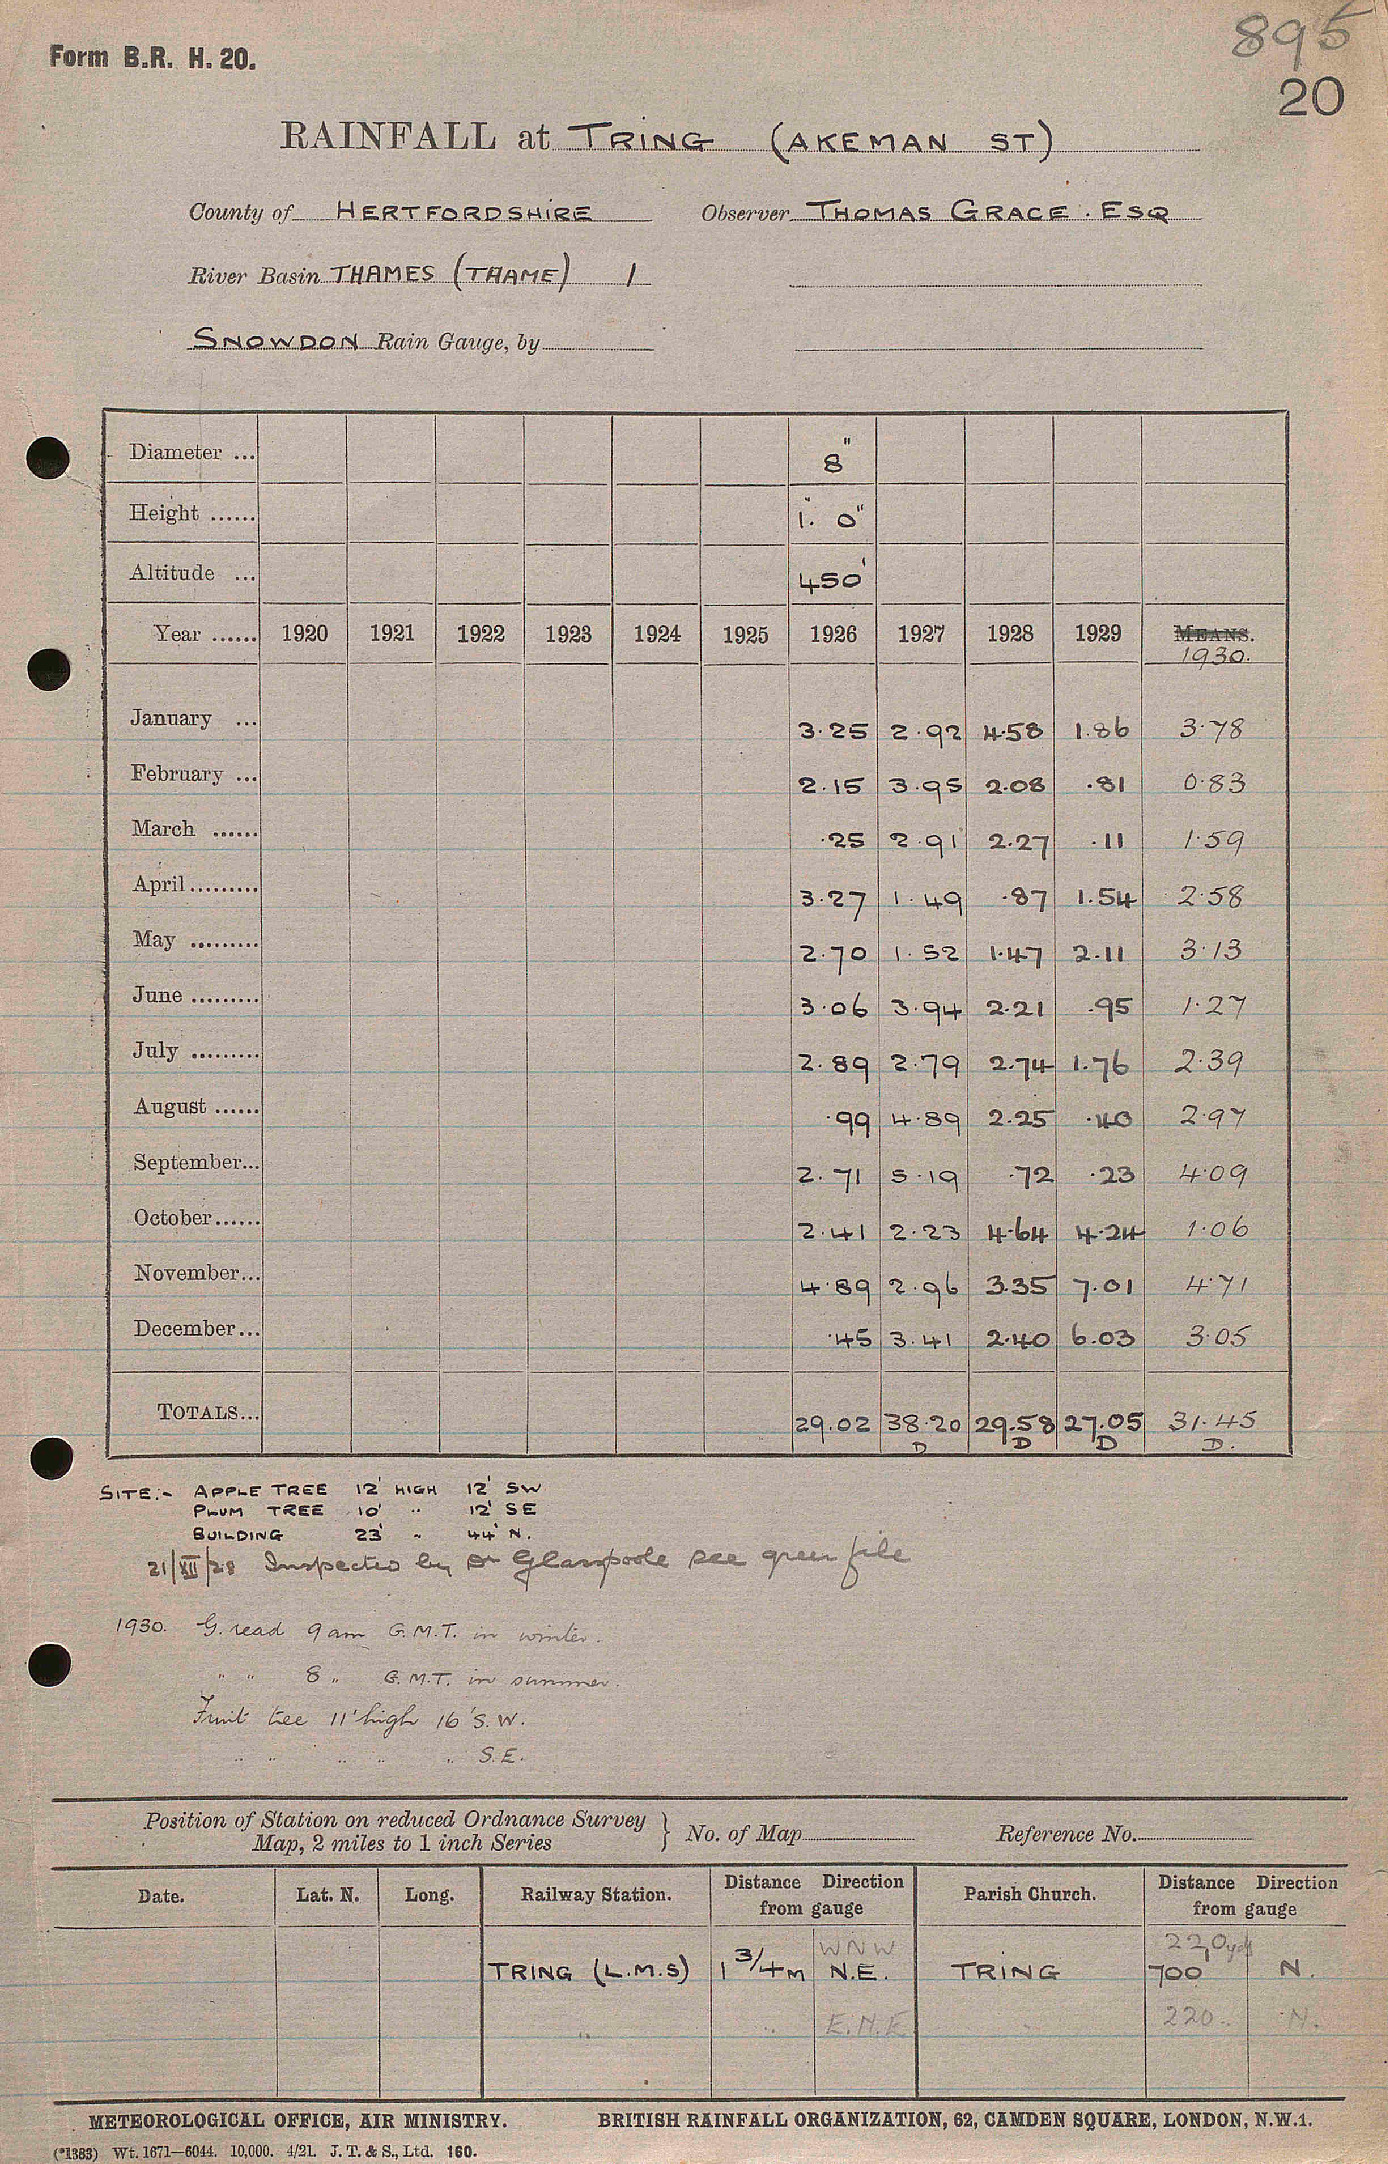 895
Form B.R. H. 20.
20
RAINFALL at TRING (AKEMAN ST)
County of HERTFORDSHIRE Observer THOMAS GRACE. ESQ
River Basin THAMES (THAME) 1
SNOWDON Rain Gauge, by
Diameter ... 8"
Height ...... 1'. 0"
Altitude ... 450'
Year ...... 1920 1921 1922 1923 1924 1925 1926 1927 1928 1929 MEANS.
1930.
January ... 3.25 2.92 4.58 1.86 3.78
February ... 2.15 3.95 2.08 .81 0.83
March ...... .25 2.91 2.27 .11 1.59
April ......... 3.27 1.49 .87 1.54 2.58
May ......... 2.70 1.52 1.47 2.11 3.13
June ......... 3.06 3.94 2.21 .95 1.27
July ......... 2.89 2.79 2.74 1.76 2.39
August ...... .99 4.89 2.25 .40 2.97
September... 2.71 5.19 .72 .23 4.09
October...... 2.41 2.23 4.64 4.24 1.06
November... 4.89 2.96 3.35 7.01 4.71
December... .45 3.41 2.40 6.03 3.05
TOTALS... 29.02 38.20 29.58 27.05 31.45
D D D D.
SITE:- APPLE TREE 12' HIGH 12' SW
PLUM TREE 10' " 12' SE
BUILDING 23' " 44' N.
21/XII/28 Inspected by Dr Glasspoole see green file
1930. G. read 9am G.M.T. in winter.
" " 8 " G.M.T. in summer.
Fruit tree 11' high 16' S.W.
" " " " " S.E.
Position of Station on reduced Ordnance Survey
Map, 2 miles to 1 inch Series } No. of Map Reference No.
Date. Lat. N. Long. Railway Station. Distance Direction from gauge Parish Church. Distance Direction from gauge
WNW 220 yds
TRING (L.M.S) 1 3/4 m N.E. TRING 700 N.
" " E.N.E " 220 " N.
METEOROLOGICAL OFFICE, AIR MINISTRY. BRITISH RAINFALL ORGANIZATION, 62, CAMDEN SQUARE, LONDON, N.W.1.
(*1383) Wt. 1671—6044. 10,000. 4/21. J. T. & S., Ltd. 160.